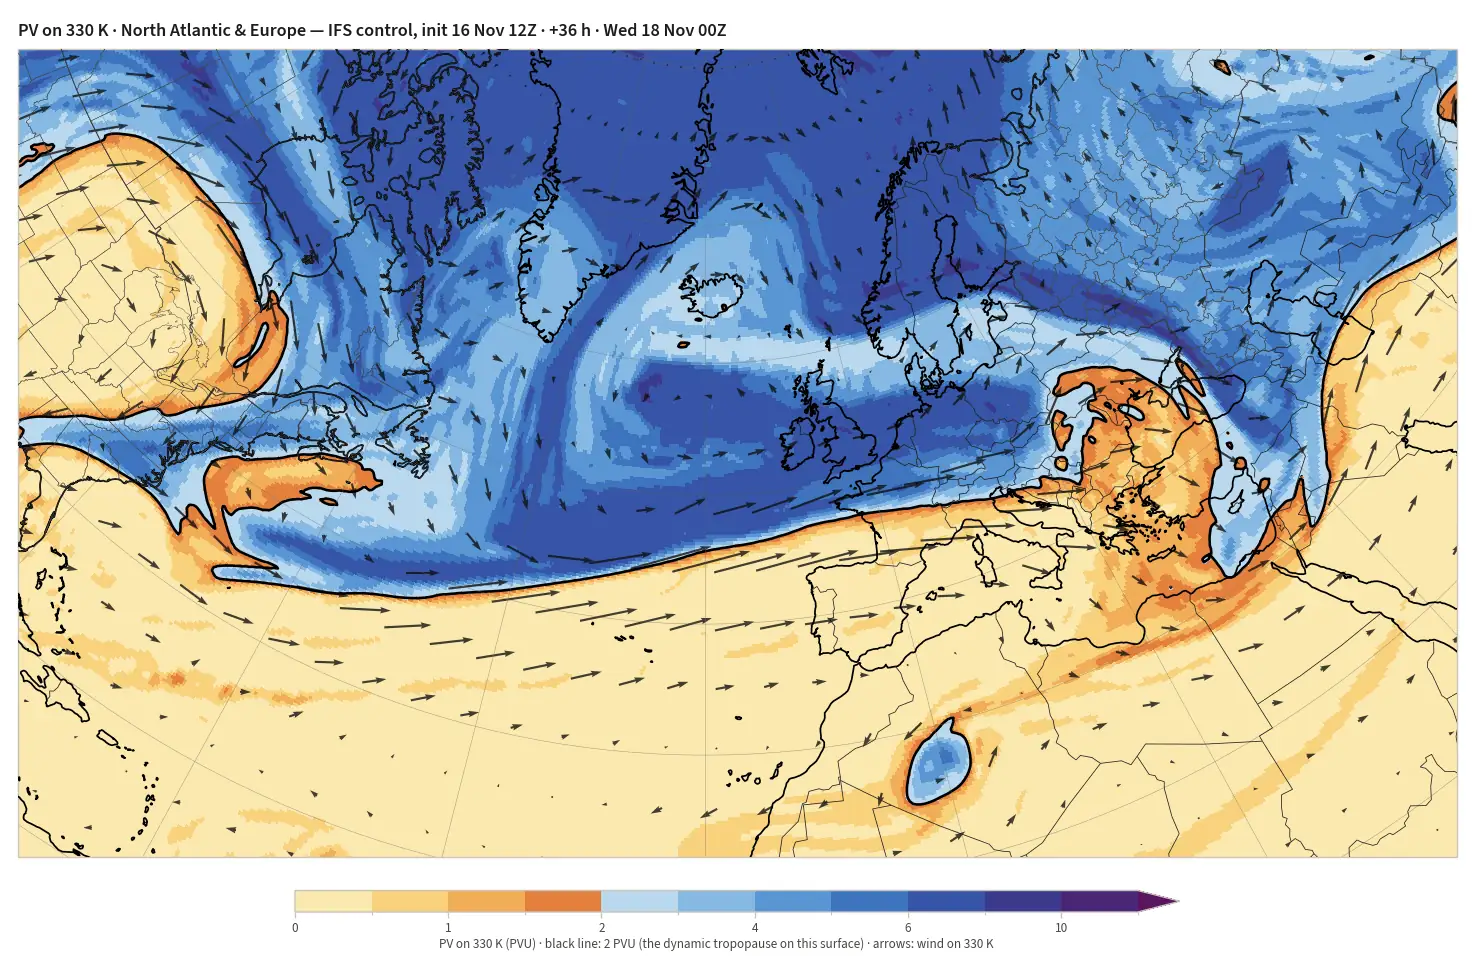 PV on 330 K · North Atlantic & Europe — IFS control, init 16 Nov 12Z · +36 h · Wed 18 Nov 00Z
0 1 2 4 6 10
PV on 330 K (PVU) · black line: 2 PVU (the dynamic tropopause on this surface) · arrows: wind on 330 K